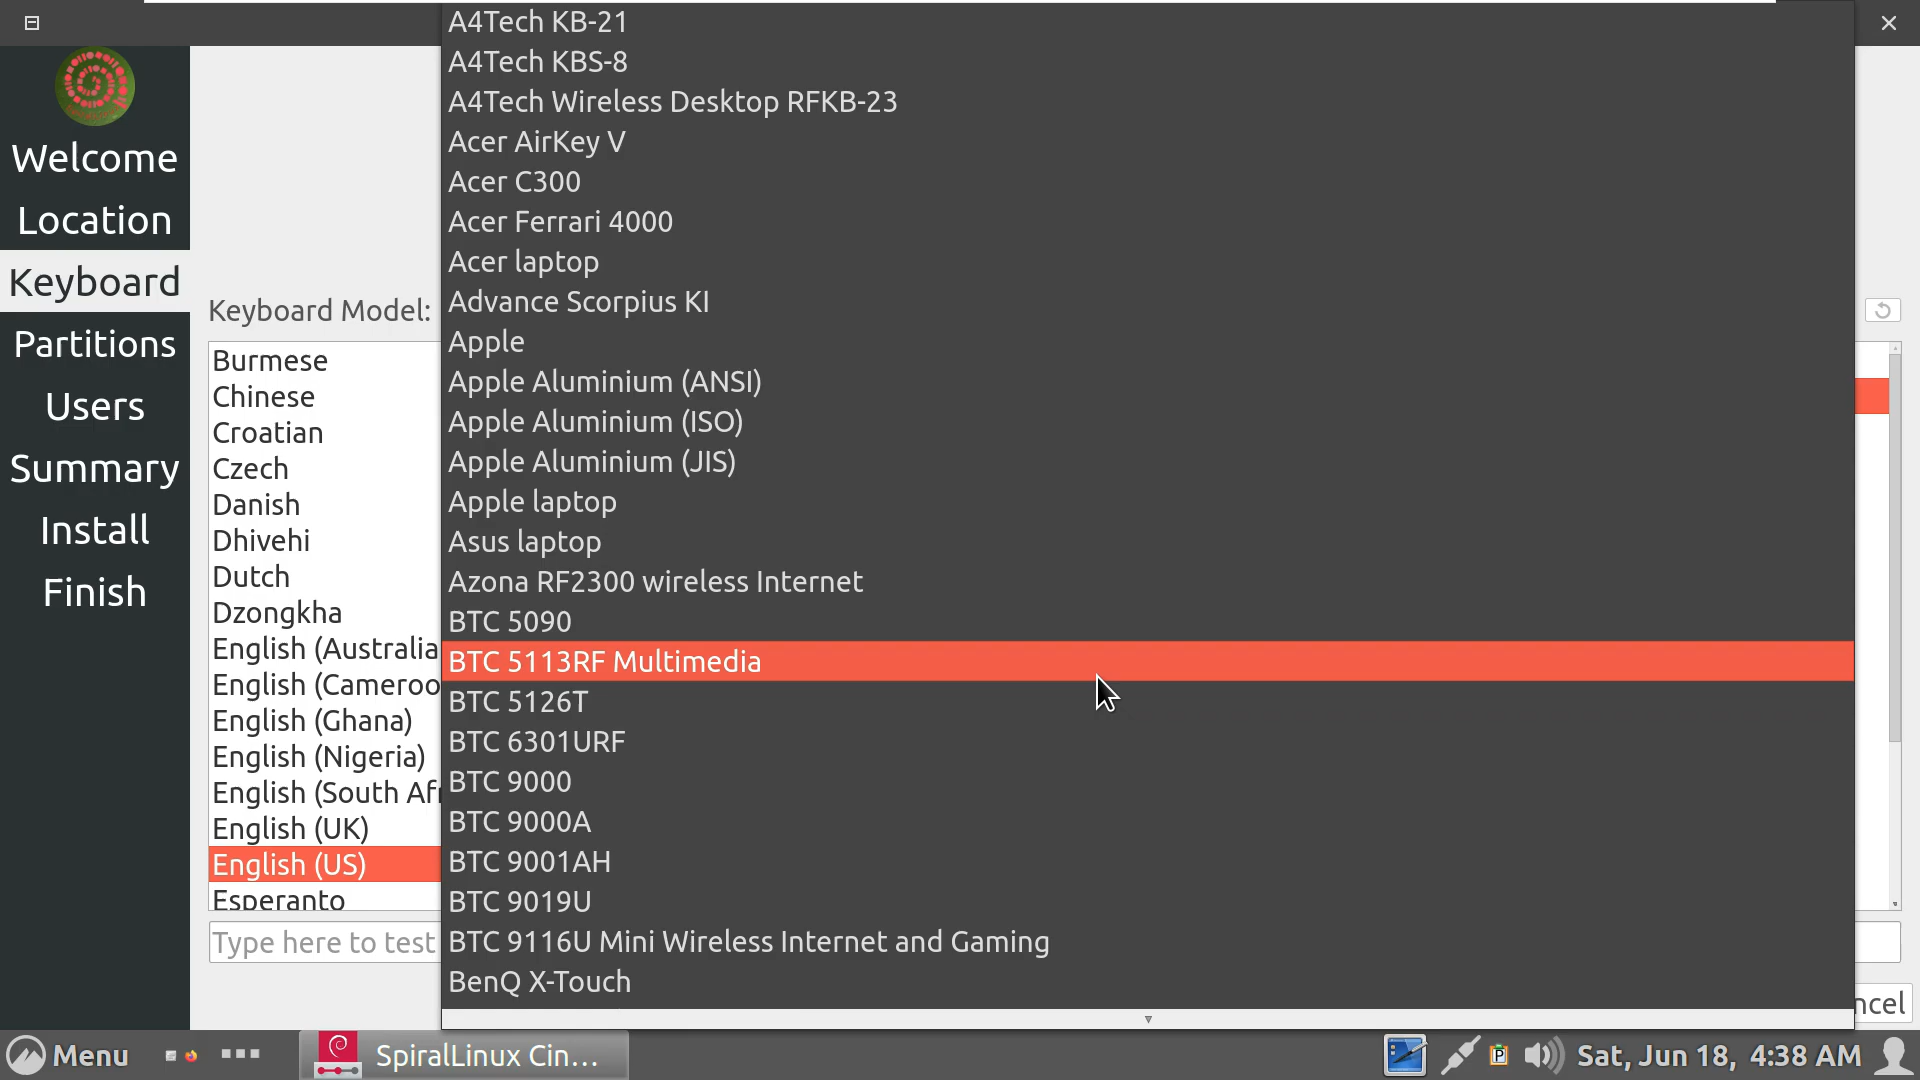 Welcome
Location
Keyboard
Partitions
Users
Summary
Install
Finish
Keyboard Model:
Burmese
Chinese
Croatian
Czech
Danish
Dhivehi
Dutch
Dzongkha
English (Australia
English (Cameroo
English (Ghana)
English (Nigeria)
English (South Afr
English (UK)
English (US)
Esperanto
Type here to test
A4Tech KB-21
A4Tech KBS-8
A4Tech Wireless Desktop RFKB-23
Acer AirKey V
Acer C300
Acer Ferrari 4000
Acer laptop
Advance Scorpius KI
Apple
Apple Aluminium (ANSI)
Apple Aluminium (ISO)
Apple Aluminium (JIS)
Apple laptop
Asus laptop
Azona RF2300 wireless Internet
BTC 5090
BTC 5113RF Multimedia
BTC 5126T
BTC 6301URF
BTC 9000
BTC 9000A
BTC 9001AH
BTC 9019U
BTC 9116U Mini Wireless Internet and Gaming
BenQ X-Touch
ncel
Menu
SpiralLinux Cin...
P
Sat, Jun 18, 4:38 AM